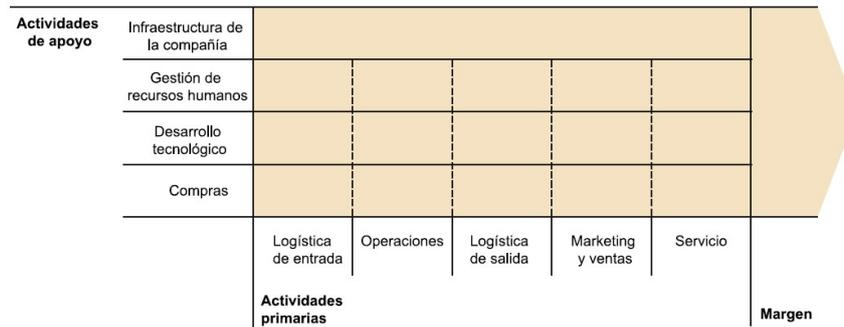 Actividades
de apoyo
Infraestructura de
la compañía
Gestión de
recursos humanos
Desarrollo
tecnológico
Compras
Logística
de entrada
Operaciones
Logística
de salida
Marketing
y ventas
Servicio
Actividades
primarias
Margen